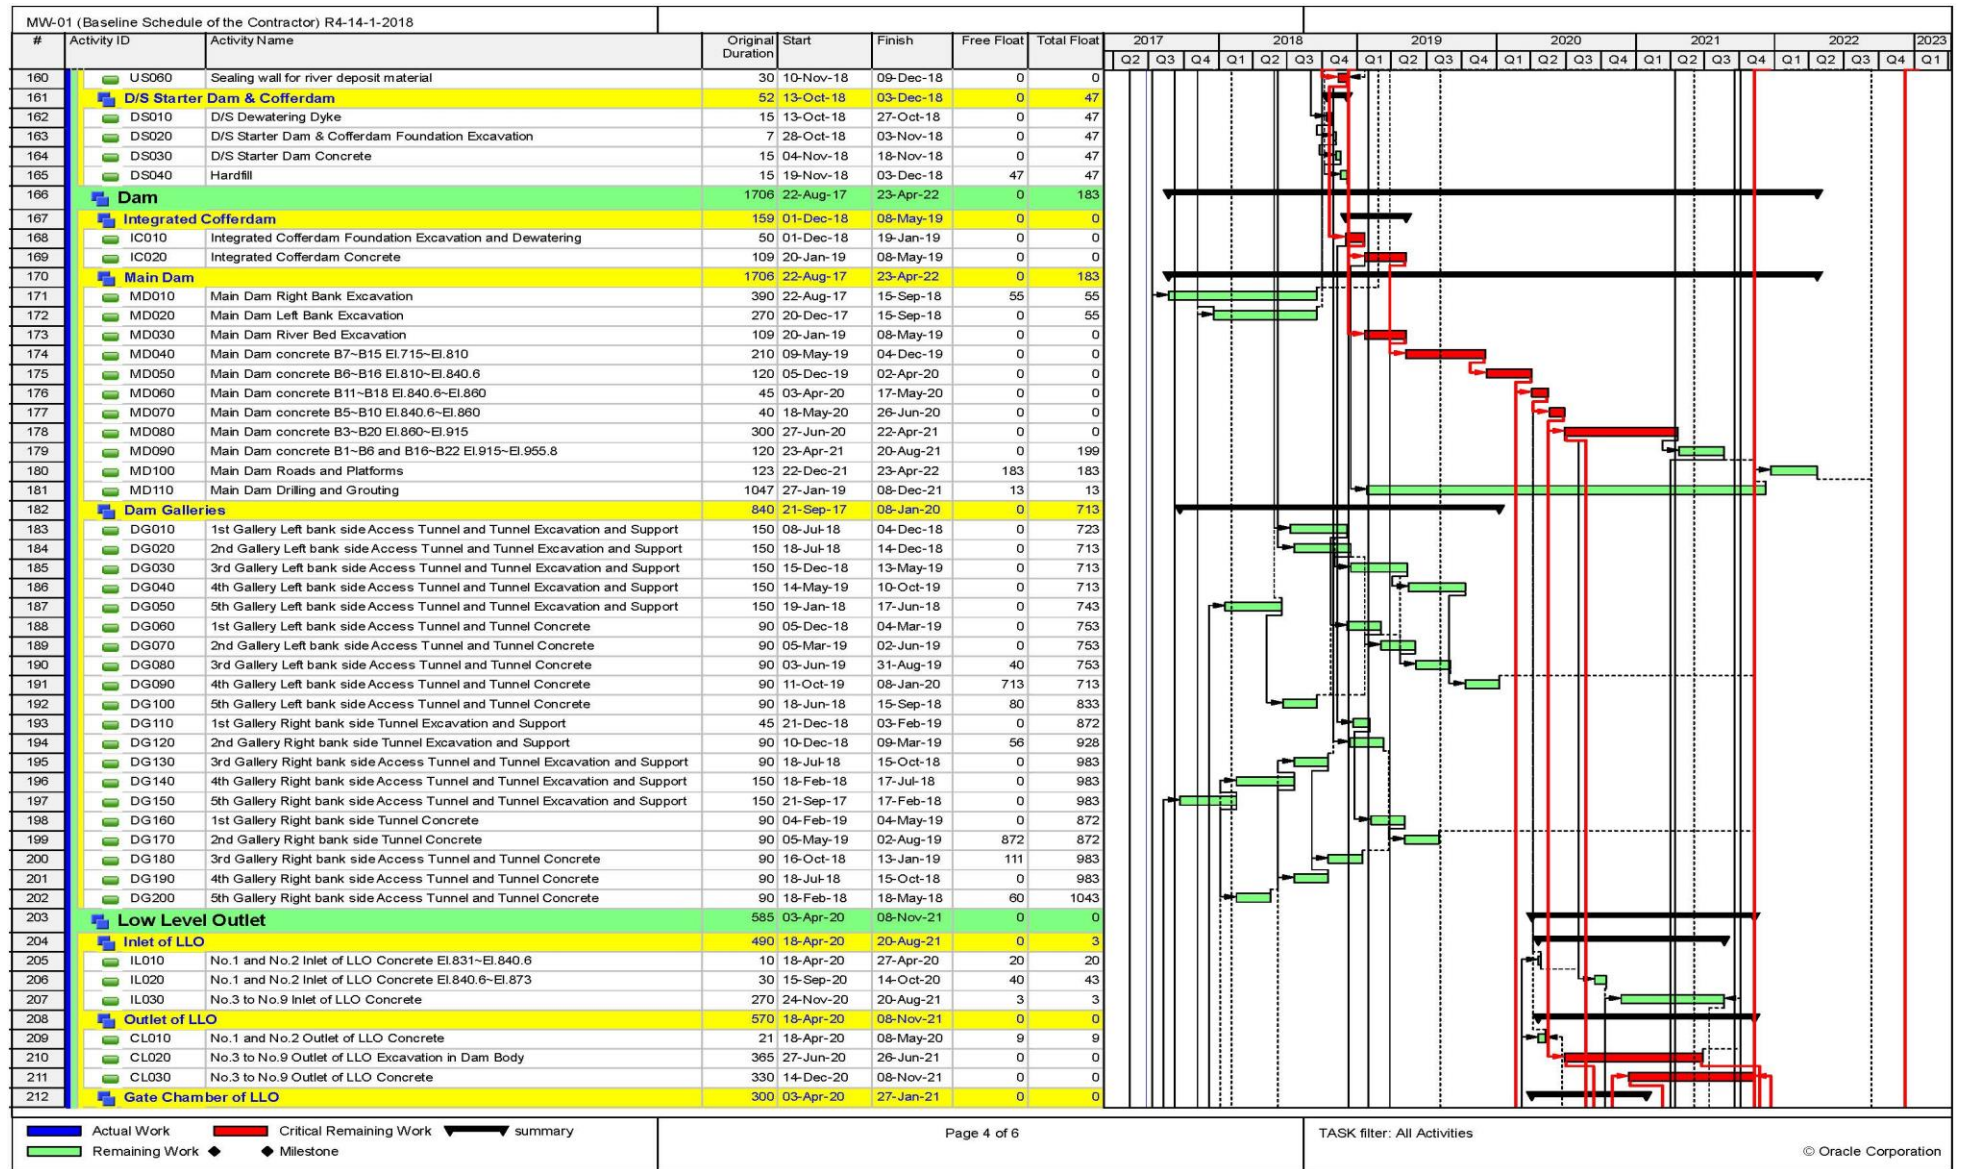 MW-01 (Baseline Schedule of the Contractor) R4-14-1-2018
# Activity ID Activity Name Original Duration Start Finish Free Float Total Float 2017 2018 2019 2020 2021 2022 2023
Q2 Q3 Q4 Q1 Q2 Q3 Q4 Q1 Q2 Q3 Q4 Q1 Q2 Q3 Q4 Q1 Q2 Q3 Q4 Q1 Q2 Q3 Q4 Q1
160 US060 Sealing wall for river deposit material 30 10-Nov-18 09-Dec-18 0 0
161 D/S Starter Dam & Cofferdam 52 13-Oct-18 03-Dec-18 0 47
162 DS010 D/S Dewatering Dyke 15 13-Oct-18 27-Oct-18 0 47
163 DS020 D/S Starter Dam & Cofferdam Foundation Excavation 7 28-Oct-18 03-Nov-18 0 47
164 DS030 D/S Starter Dam Concrete 15 04-Nov-18 18-Nov-18 0 47
165 DS040 Hardfill 15 19-Nov-18 03-Dec-18 47 47
166 Dam 1706 22-Aug-17 23-Apr-22 0 183
167 Integrated Cofferdam 159 01-Dec-18 08-May-19 0 0
168 IC010 Integrated Cofferdam Foundation Excavation and Dewatering 50 01-Dec-18 19-Jan-19 0 0
169 IC020 Integrated Cofferdam Concrete 109 20-Jan-19 08-May-19 0 0
170 Main Dam 1706 22-Aug-17 23-Apr-22 0 183
171 MD010 Main Dam Right Bank Excavation 390 22-Aug-17 15-Sep-18 55 55
172 MD020 Main Dam Left Bank Excavation 270 20-Dec-17 15-Sep-18 0 55
173 MD030 Main Dam River Bed Excavation 109 20-Jan-19 08-May-19 0 0
174 MD040 Main Dam concrete B7~B15 El.715~El.810 210 09-May-19 04-Dec-19 0 0
175 MD050 Main Dam concrete B6~B16 El.810~El.840.6 120 05-Dec-19 02-Apr-20 0 0
176 MD060 Main Dam concrete B11~B18 El.840.6~El.860 45 03-Apr-20 17-May-20 0 0
177 MD070 Main Dam concrete B5~B10 El.840.6~El.860 40 18-May-20 26-Jun-20 0 0
178 MD080 Main Dam concrete B3~B20 El.860~El.915 300 27-Jun-20 22-Apr-21 0 0
179 MD090 Main Dam concrete B1~B6 and B16~B22 El.915~El.955.8 120 23-Apr-21 20-Aug-21 0 199
180 MD100 Main Dam Roads and Platforms 123 22-Dec-21 23-Apr-22 183 183
181 MD110 Main Dam Drilling and Grouting 1047 27-Jan-19 08-Dec-21 13 13
182 Dam Galleries 840 21-Sep-17 08-Jan-20 0 713
183 DG010 1st Gallery Left bank side Access Tunnel and Tunnel Excavation and Support 150 08-Jul-18 04-Dec-18 0 723
184 DG020 2nd Gallery Left bank side Access Tunnel and Tunnel Excavation and Support 150 18-Jul-18 14-Dec-18 0 713
185 DG030 3rd Gallery Left bank side Access Tunnel and Tunnel Excavation and Support 150 15-Dec-18 13-May-19 0 713
186 DG040 4th Gallery Left bank side Access Tunnel and Tunnel Excavation and Support 150 14-May-19 10-Oct-19 0 713
187 DG050 5th Gallery Left bank side Access Tunnel and Tunnel Excavation and Support 150 19-Jan-18 17-Jun-18 0 743
188 DG060 1st Gallery Left bank side Access Tunnel and Tunnel Concrete 90 05-Dec-18 04-Mar-19 0 753
189 DG070 2nd Gallery Left bank side Access Tunnel and Tunnel Concrete 90 05-Mar-19 02-Jun-19 0 753
190 DG080 3rd Gallery Left bank side Access Tunnel and Tunnel Concrete 90 03-Jun-19 31-Aug-19 40 753
191 DG090 4th Gallery Left bank side Access Tunnel and Tunnel Concrete 90 11-Oct-19 08-Jan-20 713 713
192 DG100 5th Gallery Left bank side Access Tunnel and Tunnel Concrete 90 18-Jun-18 15-Sep-18 80 833
193 DG110 1st Gallery Right bank side Tunnel Excavation and Support 45 21-Dec-18 03-Feb-19 0 872
194 DG120 2nd Gallery Right bank side Tunnel Excavation and Support 90 10-Dec-18 09-Mar-19 56 928
195 DG130 3rd Gallery Right bank side Access Tunnel and Tunnel Excavation and Support 90 18-Jul-18 15-Oct-18 0 983
196 DG140 4th Gallery Right bank side Access Tunnel and Tunnel Excavation and Support 150 18-Feb-18 17-Jul-18 0 983
197 DG150 5th Gallery Right bank side Access Tunnel and Tunnel Excavation and Support 150 21-Sep-17 17-Feb-18 0 983
198 DG160 1st Gallery Right bank side Tunnel Concrete 90 04-Feb-19 04-May-19 0 872
199 DG170 2nd Gallery Right bank side Tunnel Concrete 90 05-May-19 02-Aug-19 872 872
200 DG180 3rd Gallery Right bank side Access Tunnel and Tunnel Concrete 90 16-Oct-18 13-Jan-19 111 983
201 DG190 4th Gallery Right bank side Access Tunnel and Tunnel Concrete 90 18-Jul-18 15-Oct-18 0 983
202 DG200 5th Gallery Right bank side Access Tunnel and Tunnel Concrete 90 18-Feb-18 18-May-18 60 1043
203 Low Level Outlet 585 03-Apr-20 08-Nov-21 0 0
204 Inlet of LLO 490 18-Apr-20 20-Aug-21 0 3
205 IL010 No.1 and No.2 Inlet of LLO Concrete El.831~El.840.6 10 18-Apr-20 27-Apr-20 20 20
206 IL020 No.1 and No.2 Inlet of LLO Concrete El.840.6~El.873 30 15-Sep-20 14-Oct-20 40 43
207 IL030 No.3 to No.9 Inlet of LLO Concrete 270 24-Nov-20 20-Aug-21 3 3
208 Outlet of LLO 570 18-Apr-20 08-Nov-21 0 0
209 CL010 No.1 and No.2 Outlet of LLO Concrete 21 18-Apr-20 08-May-20 9 9
210 CL020 No.3 to No.9 Outlet of LLO Excavation in Dam Body 365 27-Jun-20 26-Jun-21 0 0
211 CL030 No.3 to No.9 Outlet of LLO Concrete 330 14-Dec-20 08-Nov-21 0 0
212 Gate Chamber of LLO 300 03-Apr-20 27-Jan-21 0 0
Actual Work Critical Remaining Work summary Page 4 of 6 TASK filter: All Activities
Remaining Work Milestone © Oracle Corporation